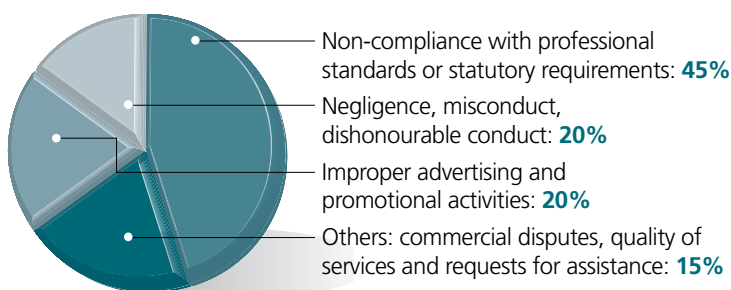 Non-compliance with professional
standards or statutory requirements: 45%
Negligence, misconduct,
dishonourable conduct: 20%
Improper advertising and
promotional activities: 20%
Others: commercial disputes, quality of
services and requests for assistance: 15%